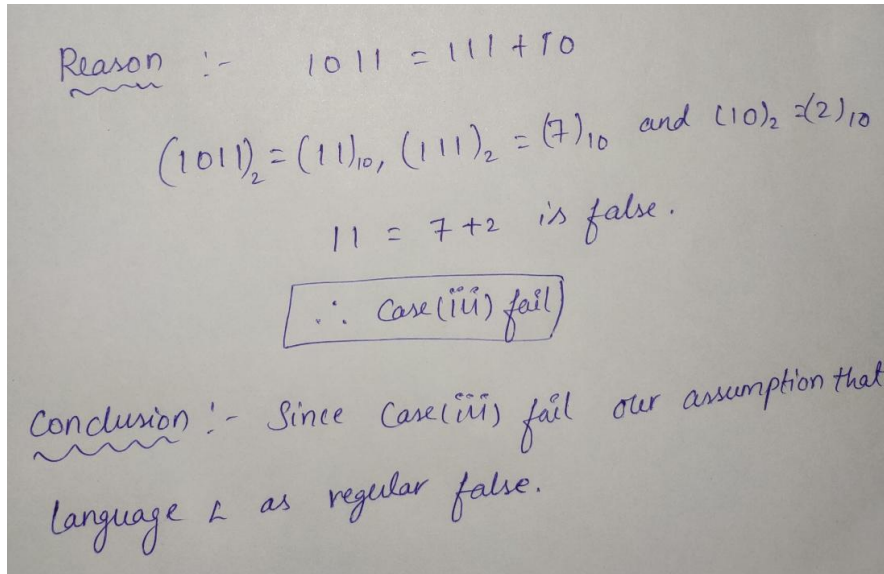 Reason :- 1011 = 111 + 10
(1011)₂ = (11)₁₀, (111)₂ = (7)₁₀ and (10)₂ = (2)₁₀
11 = 7 + 2 is false.
∴ Case (iii) fail
Conclusion :- Since Case (iii) fail our assumption that
language L as regular false.